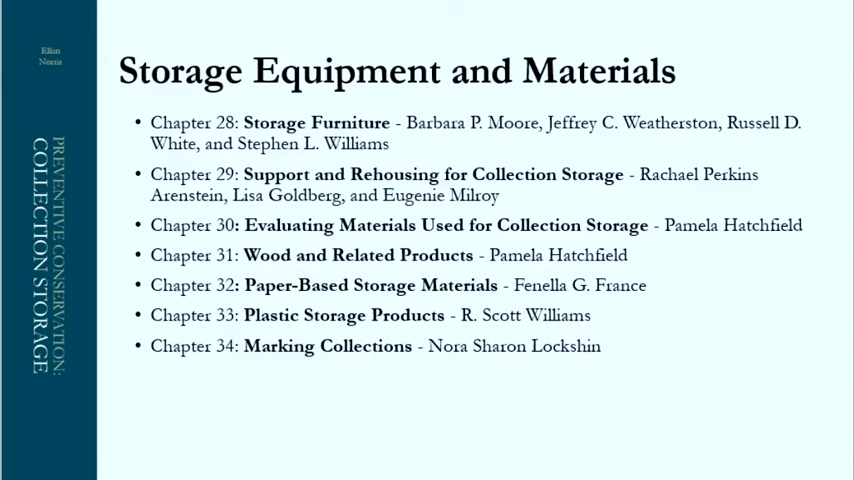 Elkin
Norris
PREVENTIVE CONSERVATION:
COLLECTION STORAGE
Storage Equipment and Materials
• Chapter 28: Storage Furniture - Barbara P. Moore, Jeffrey C. Weatherston, Russell D.
White, and Stephen L. Williams
• Chapter 29: Support and Rehousing for Collection Storage - Rachael Perkins
Arenstein, Lisa Goldberg, and Eugenie Milroy
• Chapter 30: Evaluating Materials Used for Collection Storage - Pamela Hatchfield
• Chapter 31: Wood and Related Products - Pamela Hatchfield
• Chapter 32: Paper-Based Storage Materials - Fenella G. France
• Chapter 33: Plastic Storage Products - R. Scott Williams
• Chapter 34: Marking Collections - Nora Sharon Lockshin